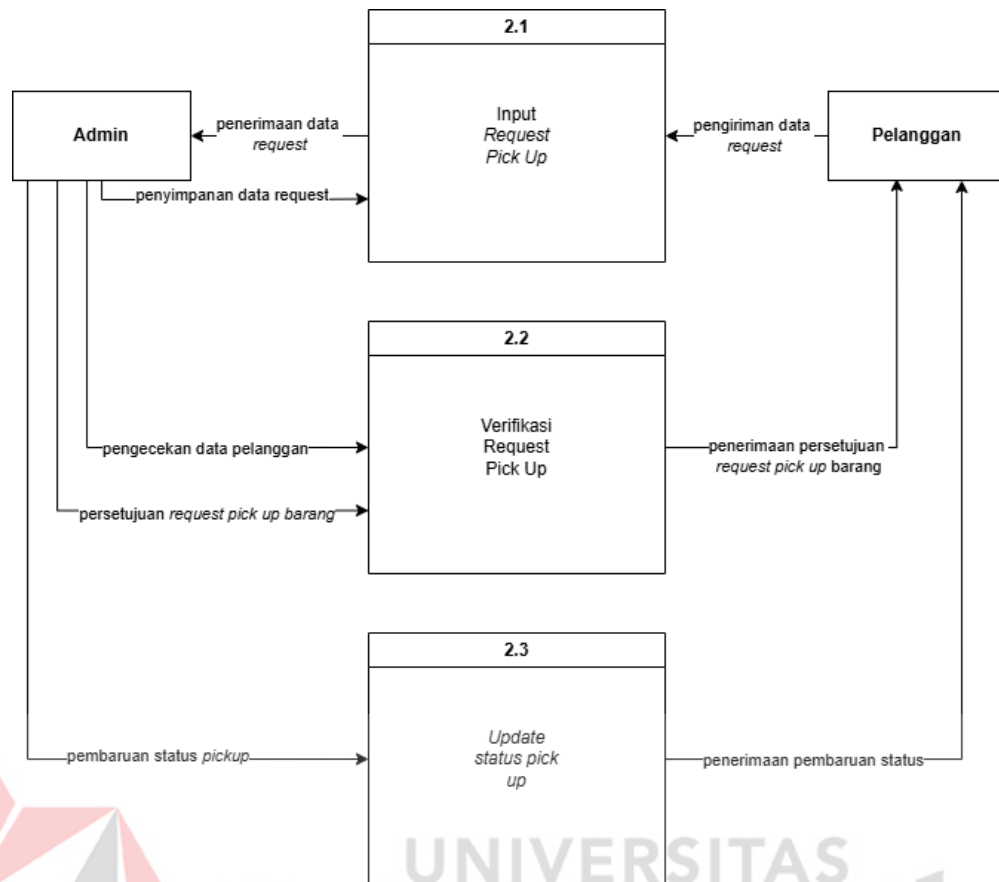 2.1
Input
Request
Pick Up
Admin
penerimaan data
request
pengiriman data
request
Pelanggan
penyimpanan data request
2.2
Verifikasi
Request
Pick Up
pengecekan data pelanggan
penerimaan persetujuan
request pick up barang
persetujuan request pick up barang
2.3
Update
status pick
up
pembaruan status pickup
penerimaan pembaruan status
UNIVERSITAS